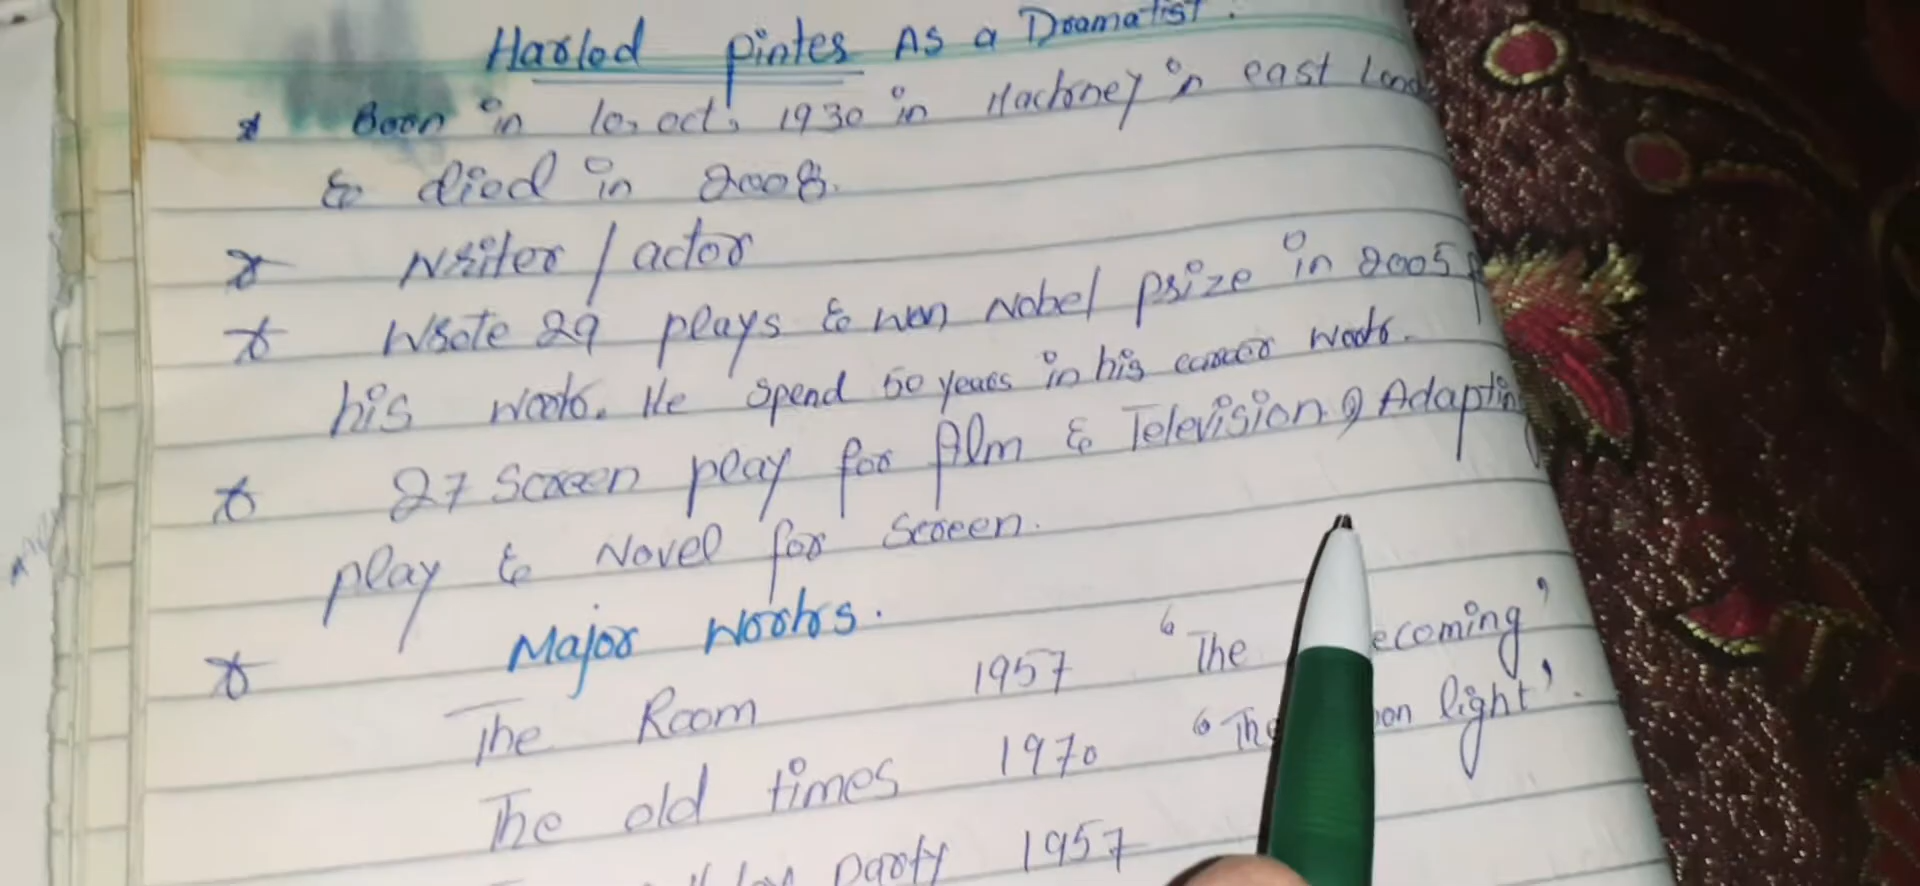 Harlod Pinter As a Dramatist.
* Born in 10, oct, 1930 in Hackney in east Lond
& died in 2008.
* Writer / actor
* Wrote 29 plays & won Nobel prize in 2005
his work. He spend 50 years in his career work.
* 27 Screen play for film & Television, Adapting
play & Novel for Screen.
* Major Works.
The Room 1957 "The ecoming"
The old times 1970 "The on light".
Party 1957